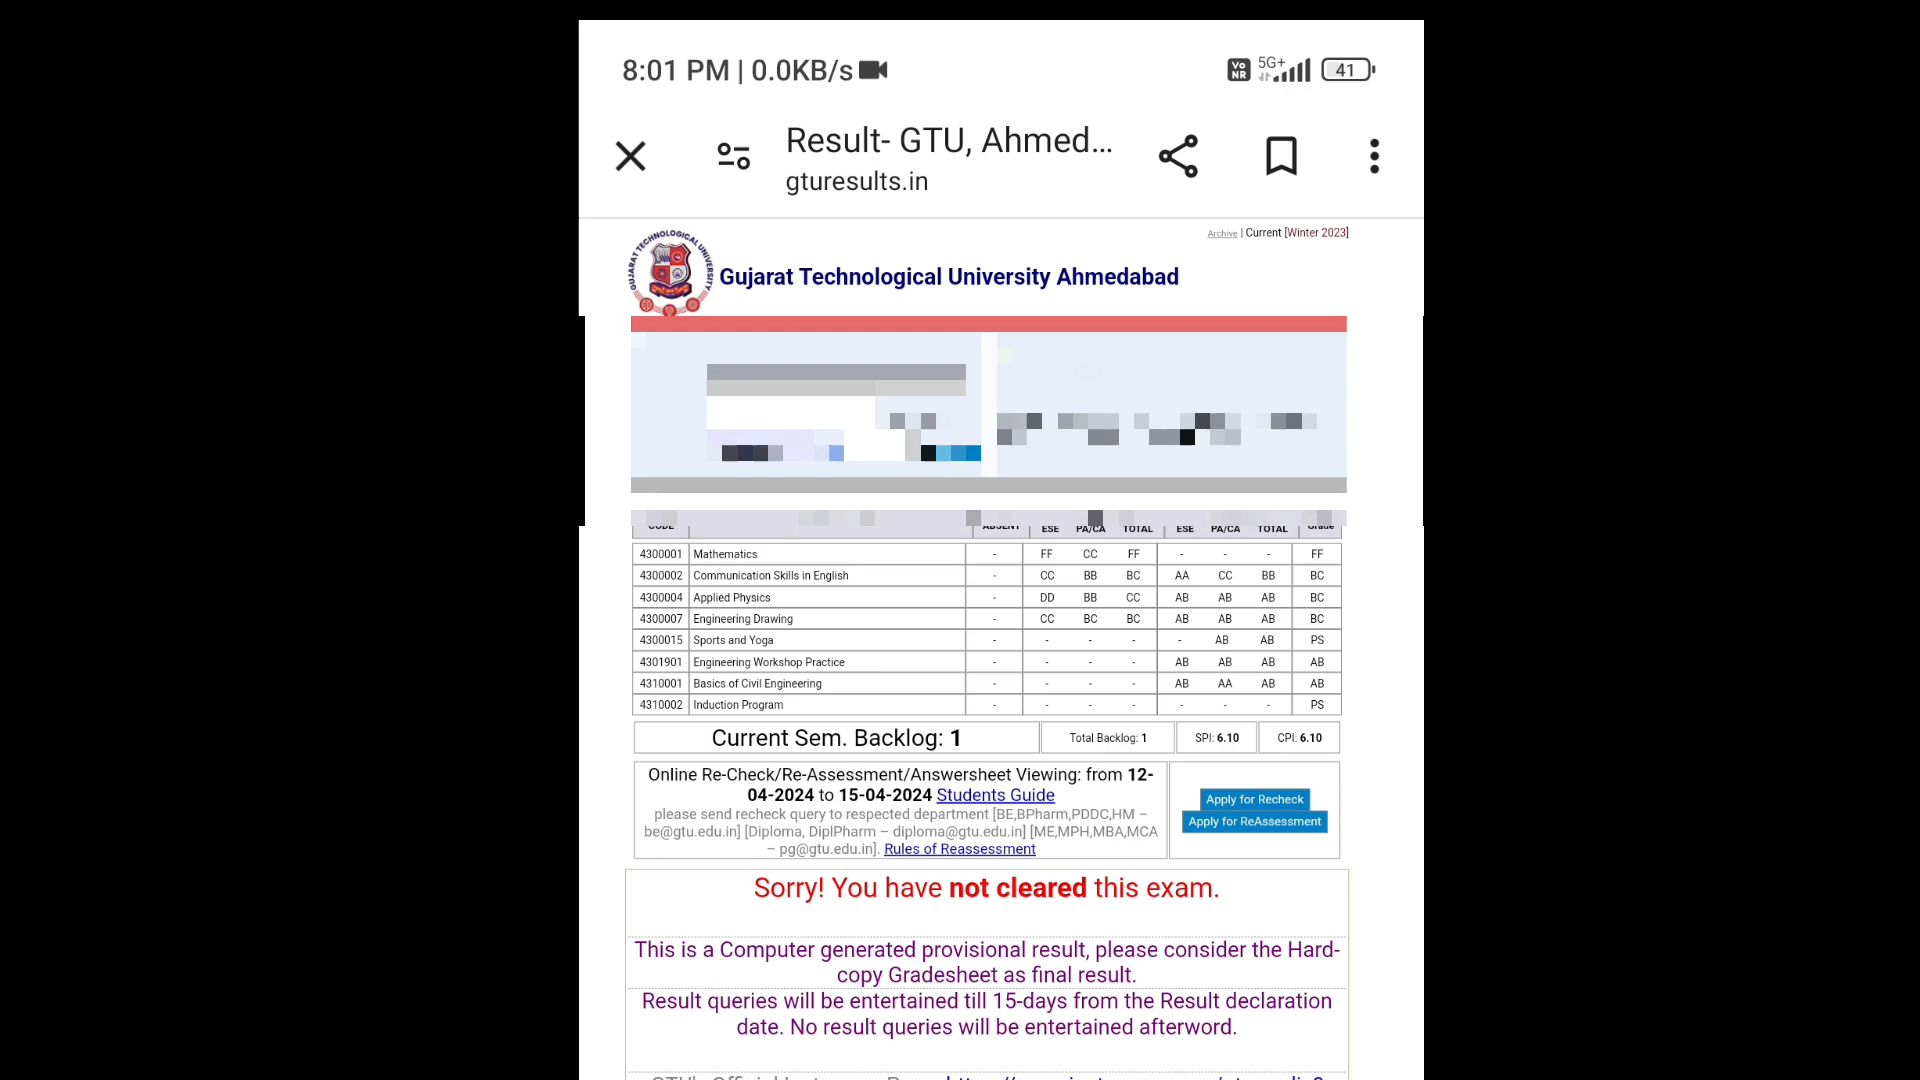 8:01 PM | 0.0KB/s
Vo
NR
5G+
41
Result- GTU, Ahmed...
gturesults.in
Archive | Current [Winter 2023]
GUJARAT TECHNOLOGICAL UNIVERSITY
Gujarat Technological University Ahmedabad
CODE ABSENT ESE PA/CA TOTAL ESE PA/CA TOTAL Grade
4300001 Mathematics - FF CC FF - - - FF
4300002 Communication Skills in English - CC BB BC AA CC BB BC
4300004 Applied Physics - DD BB CC AB AB AB BC
4300007 Engineering Drawing - CC BC BC AB AB AB BC
4300015 Sports and Yoga - - - - - AB AB PS
4301901 Engineering Workshop Practice - - - - AB AB AB AB
4310001 Basics of Civil Engineering - - - - AB AA AB AB
4310002 Induction Program - - - - - - - PS
Current Sem. Backlog: 1 Total Backlog: 1 SPI: 6.10 CPI: 6.10
Online Re-Check/Re-Assessment/Answersheet Viewing: from 12-
04-2024 to 15-04-2024 Students Guide
please send recheck query to respected department [BE,BPharm,PDDC,HM –
be@gtu.edu.in] [Diploma, DiplPharm – diploma@gtu.edu.in] [ME,MPH,MBA,MCA
– pg@gtu.edu.in]. Rules of Reassessment
Apply for Recheck
Apply for ReAssessment
Sorry! You have not cleared this exam.
This is a Computer generated provisional result, please consider the Hard-
copy Gradesheet as final result.
Result queries will be entertained till 15-days from the Result declaration
date. No result queries will be entertained afterword.